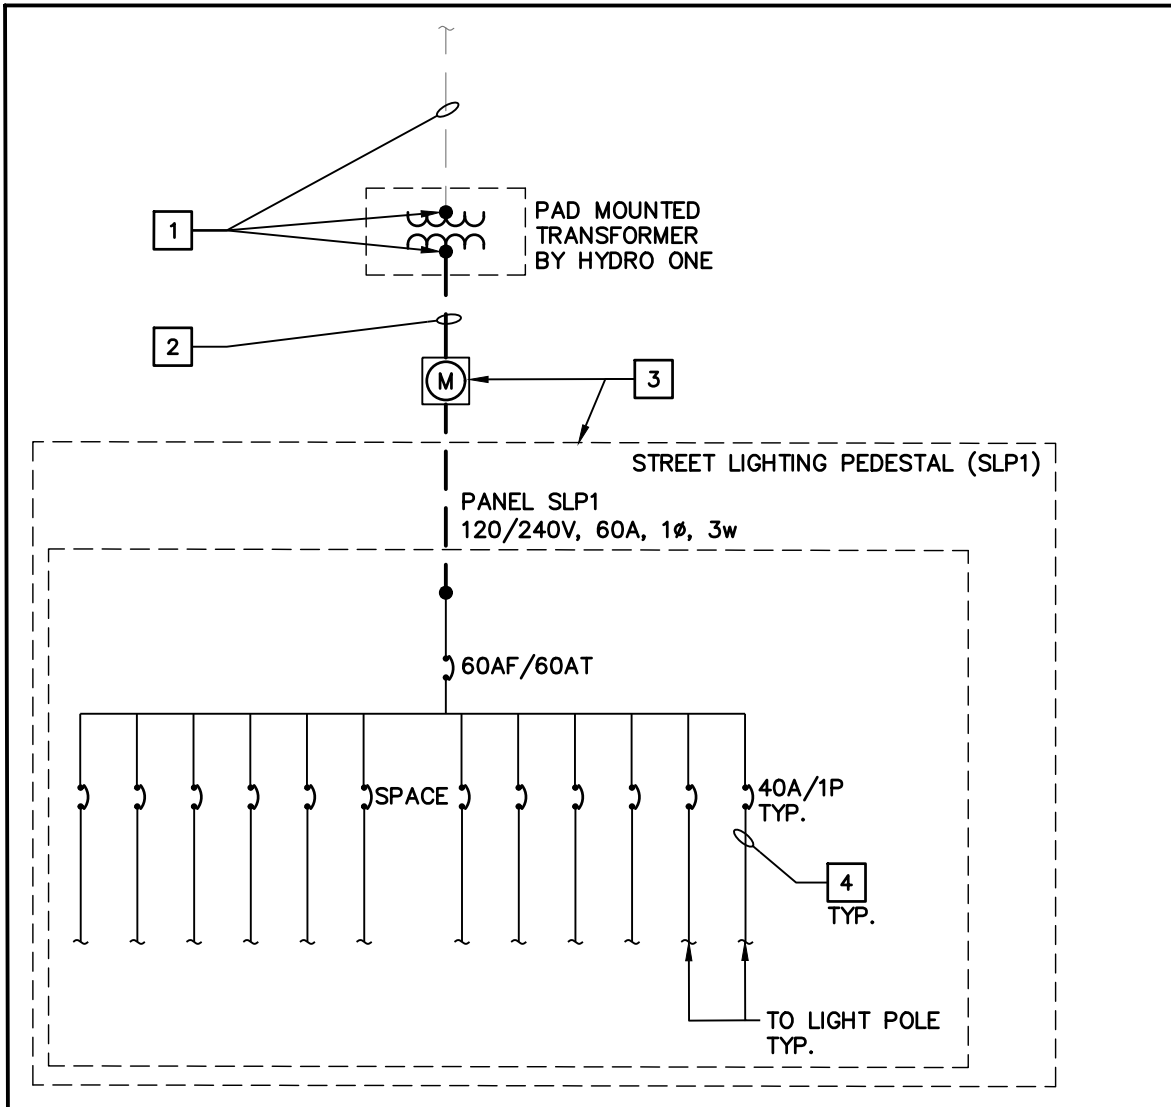 1
PAD MOUNTED
TRANSFORMER
BY HYDRO ONE
2
M
3
STREET LIGHTING PEDESTAL (SLP1)
PANEL SLP1
120/240V, 60A, 1ø, 3w
60AF/60AT
SPACE
40A/1P
TYP.
4
TYP.
TO LIGHT POLE
TYP.